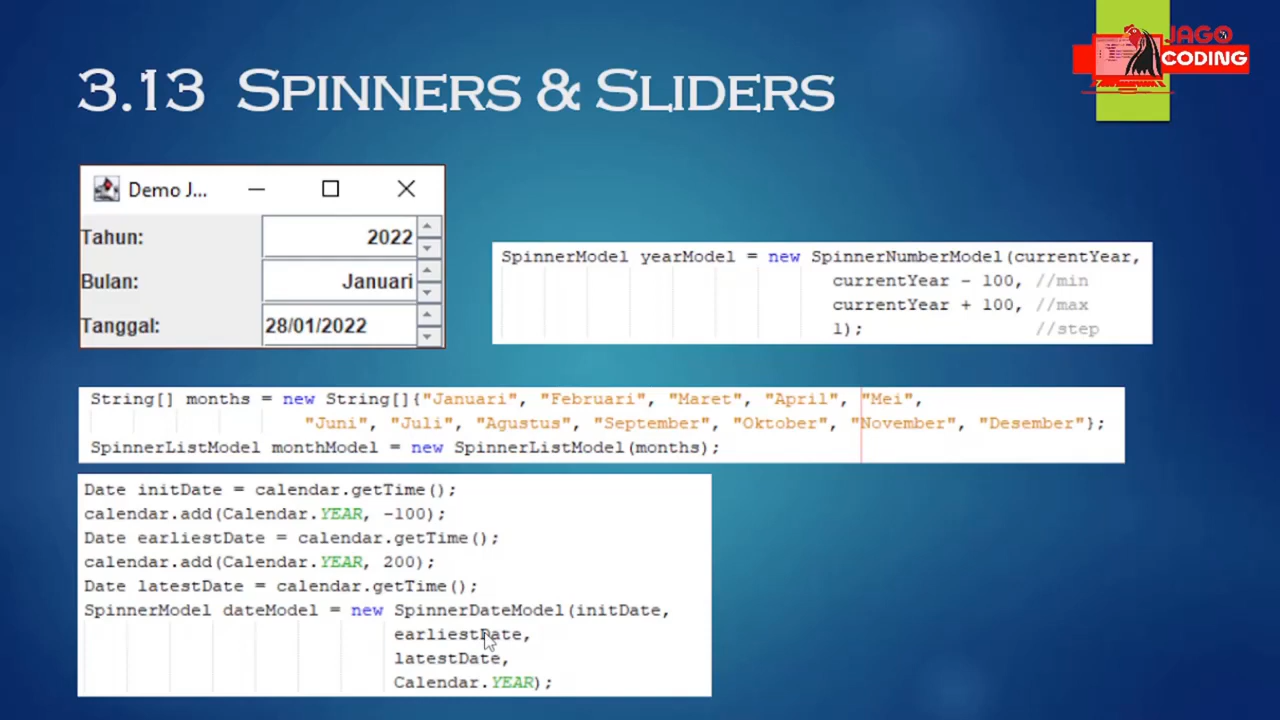 JAGO
CODING
3.13 SPINNERS & SLIDERS
Demo J...
Tahun: 2022
Bulan: Januari
Tanggal: 28/01/2022
SpinnerModel yearModel = new SpinnerNumberModel(currentYear,
currentYear - 100, //min
currentYear + 100, //max
1); //step
String[] months = new String[]{"Januari", "Februari", "Maret", "April", "Mei",
"Juni", "Juli", "Agustus", "September", "Oktober", "November", "Desember"};
SpinnerListModel monthModel = new SpinnerListModel(months);
Date initDate = calendar.getTime();
calendar.add(Calendar.YEAR, -100);
Date earliestDate = calendar.getTime();
calendar.add(Calendar.YEAR, 200);
Date latestDate = calendar.getTime();
SpinnerModel dateModel = new SpinnerDateModel(initDate,
earliestDate,
latestDate,
Calendar.YEAR);